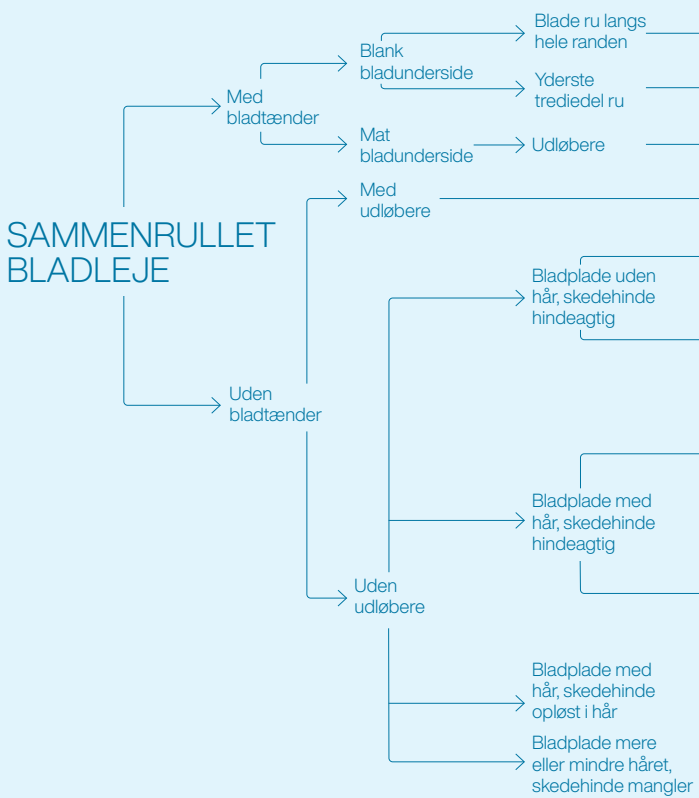 Blade ru langs
hele randen
Blank
bladunderside
Yderste
trediedel ru
Med
bladtænder
Mat
bladunderside
Udløbere
Med
udløbere
SAMMENRULLET
BLADLEJE
Bladplade uden
hår, skedehinde
hindeagtig
Uden
bladtænder
Bladplade med
hår, skedehinde
hindeagtig
Uden
udløbere
Bladplade med
hår, skedehinde
opløst i hår
Bladplade mere
eller mindre håret,
skedehinde mangler